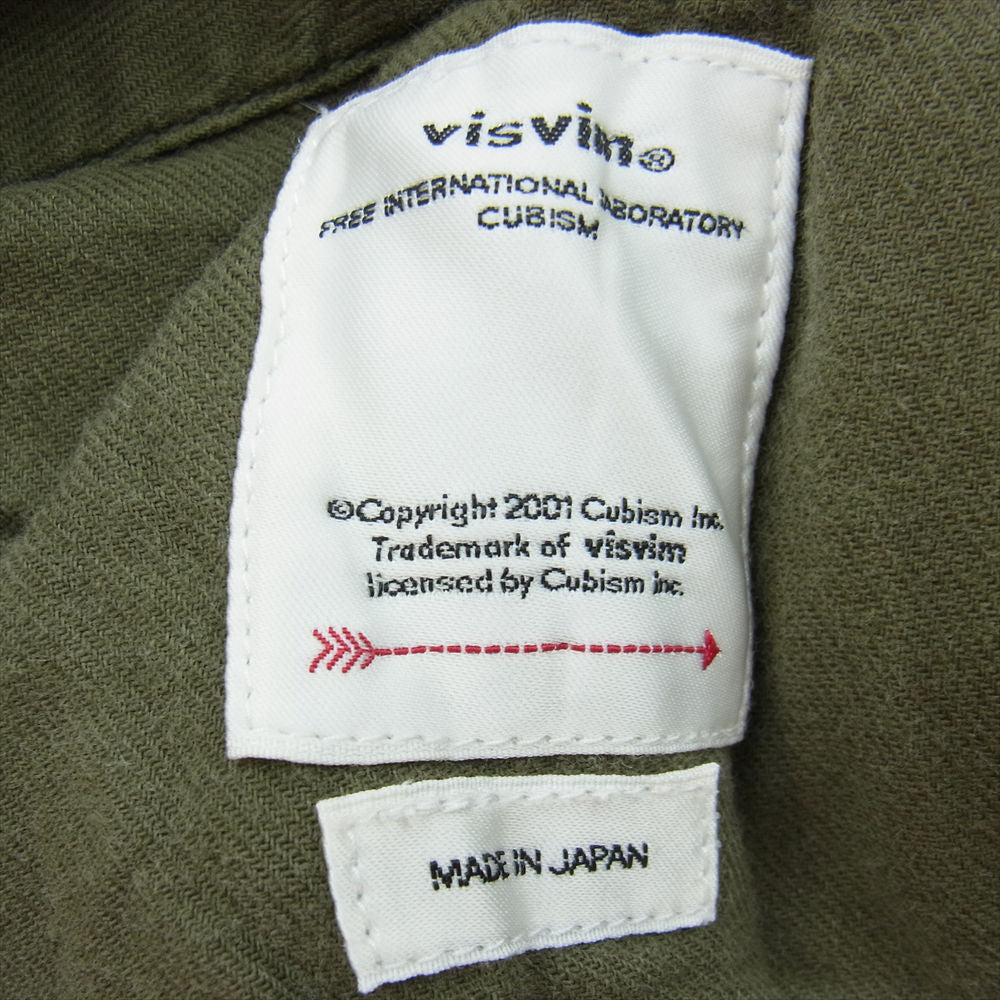 visvim®
FREE INTERNATIONAL LABORATORY
CUBISM
©Copyright 2001 Cubism Inc.
Trademark of visvim
licensed by Cubism Inc.
MADE IN JAPAN